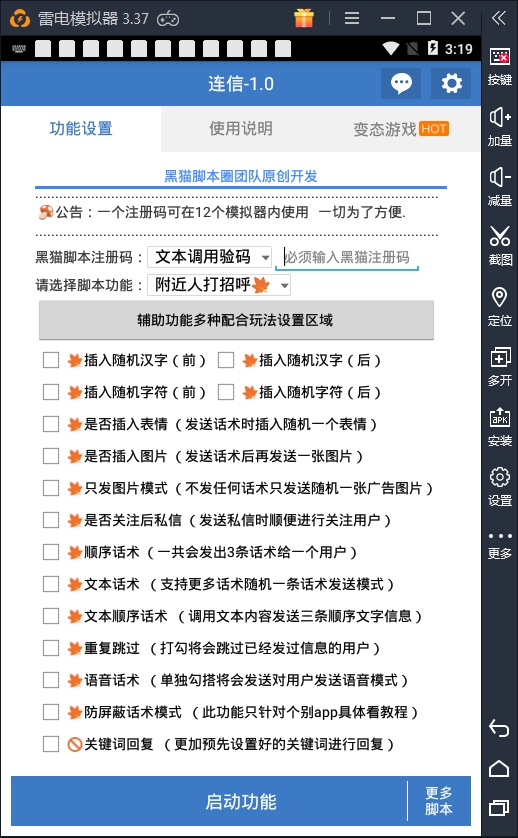 雷电模拟器 3.37
3:19
连信-1.0
功能设置 使用说明 变态游戏 HOT
黑猫脚本圈团队原创开发
公告：一个注册码可在12个模拟器内使用 一切为了方便.
黑猫脚本注册码： 文本调用验码 必须输入黑猫注册码
请选择脚本功能： 附近人打招呼
辅助功能多种配合玩法设置区域
插入随机汉字（前） 插入随机汉字（后）
插入随机字符（前） 插入随机字符（后）
是否插入表情（发送话术时插入随机一个表情）
是否插入图片（发送话术后再发送一张图片）
只发图片模式（不发任何话术只发送随机一张广告图片）
是否关注后私信（发送私信时顺便进行关注用户）
顺序话术（一共会发出3条话术给一个用户）
文本话术（支持更多话术随机一条话术发送模式）
文本顺序话术（调用文本内容发送三条顺序文字信息）
重复跳过（打勾将会跳过已经发过信息的用户）
语音话术（单独勾搭将会发送对用户发送语音模式）
防屏蔽话术模式（此功能只针对个别app具体看教程）
关键词回复（更加预先设置好的关键词进行回复）
启动功能
更多
脚本
按键
加量
减量
截图
定位
多开
APK
安装
设置
更多